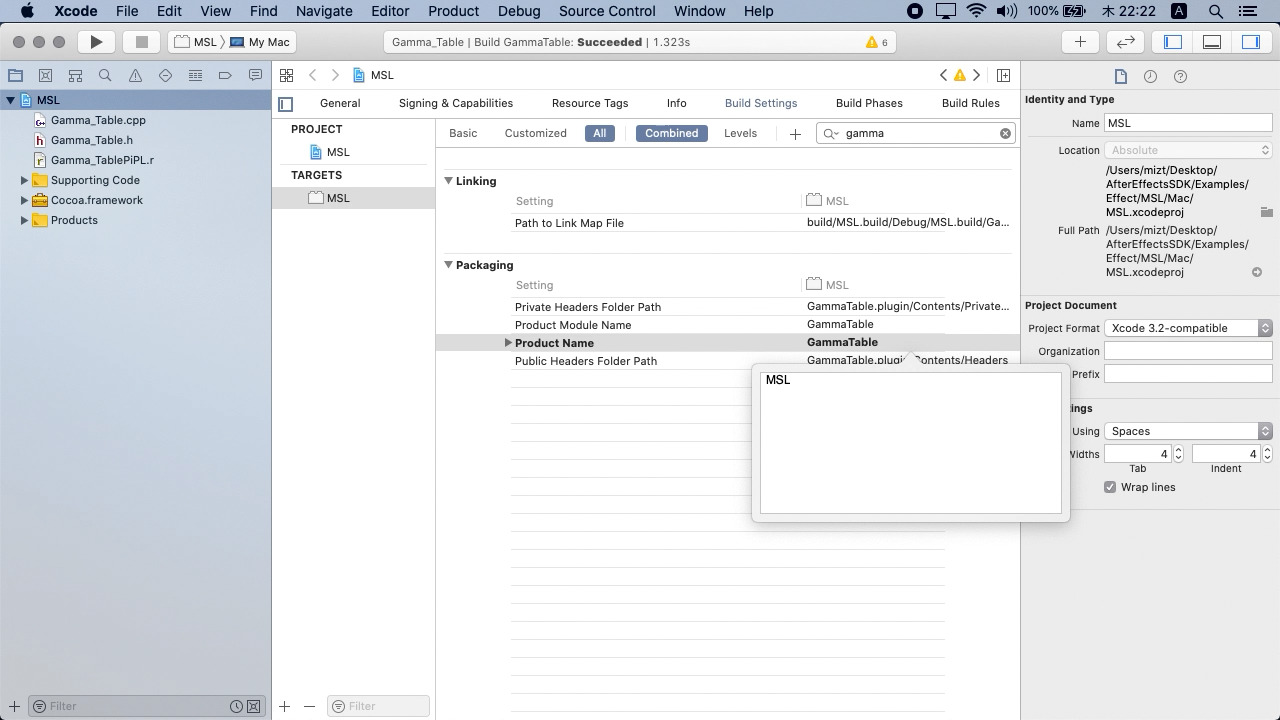 Xcode File Edit View Find Navigate Editor Product Debug Source Control Window Help 100% 木 22:22 A
MSL My Mac Gamma_Table | Build GammaTable: Succeeded | 1.323s 6
MSL
Gamma_Table.cpp
Gamma_Table.h
Gamma_TablePiPL.r
Supporting Code
Cocoa.framework
Products
Filter
MSL
General Signing & Capabilities Resource Tags Info Build Settings Build Phases Build Rules
PROJECT
MSL
TARGETS
MSL
Filter
Basic Customized All Combined Levels gamma
Linking
Setting MSL
Path to Link Map File build/MSL.build/Debug/MSL.build/Ga...
Packaging
Setting MSL
Private Headers Folder Path GammaTable.plugin/Contents/Private...
Product Module Name GammaTable
Product Name GammaTable
Public Headers Folder Path GammaTable.plugin/Contents/Headers
MSL
Identity and Type
Name MSL
Location Absolute
/Users/mizt/Desktop/
AfterEffectsSDK/Examples/
Effect/MSL/Mac/
MSL.xcodeproj
Full Path /Users/mizt/Desktop/
AfterEffectsSDK/Examples/
Effect/MSL/Mac/
MSL.xcodeproj
Project Document
Project Format Xcode 3.2-compatible
Organization
Prefix
ings
Using Spaces
Widths 4 4
Tab Indent
Wrap lines